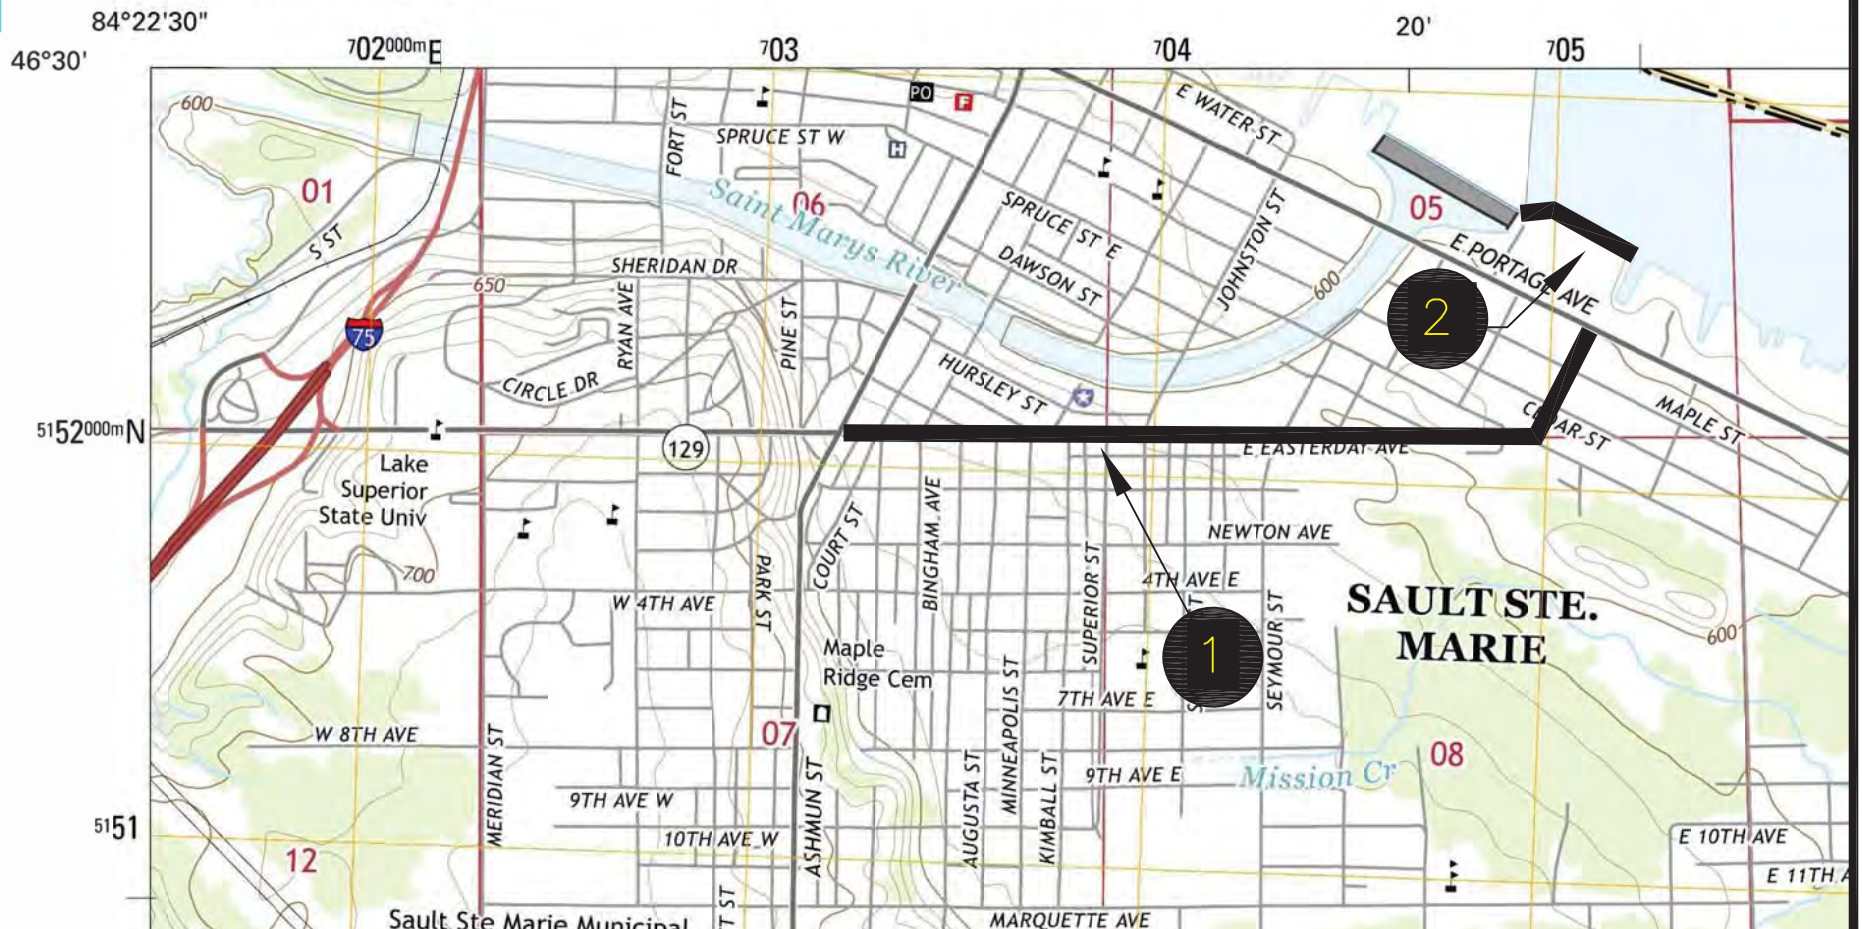 84°22'30"
⁷02⁰⁰⁰ᵐE
⁷03
⁷04
20'
⁷05
46°30'
600
PO
F
E WATER ST
FORT ST
SPRUCE ST W
H
01
06
05
Saint Marys River
SPRUCE ST E
JOHNSTON ST
S ST
SHERIDAN DR
DAWSON ST
E PORTAGE AVE
650
600
RYAN AVE
PINE ST
2
75
CIRCLE DR
HURSLEY ST
MAPLE ST
⁵¹52⁰⁰⁰ᵐN
129
E EASTERDAY AVE
Lake
Superior
State Univ
COURT ST
BINGHAM AVE
NEWTON AVE
700
PARK ST
SUPERIOR ST
4TH AVE E
SEYMOUR ST
W 4TH AVE
SAULT STE.
MARIE
600
1
Maple
Ridge Cem
7TH AVE E
MINNEAPOLIS ST
W 8TH AVE
MERIDIAN ST
07
08
9TH AVE E
Mission Cr
9TH AVE W
ASHMUN ST
AUGUSTA ST
KIMBALL ST
⁵¹51
10TH AVE W
E 10TH AVE
12
E 11TH A
Sault Ste Marie Municipal
T ST
MARQUETTE AVE